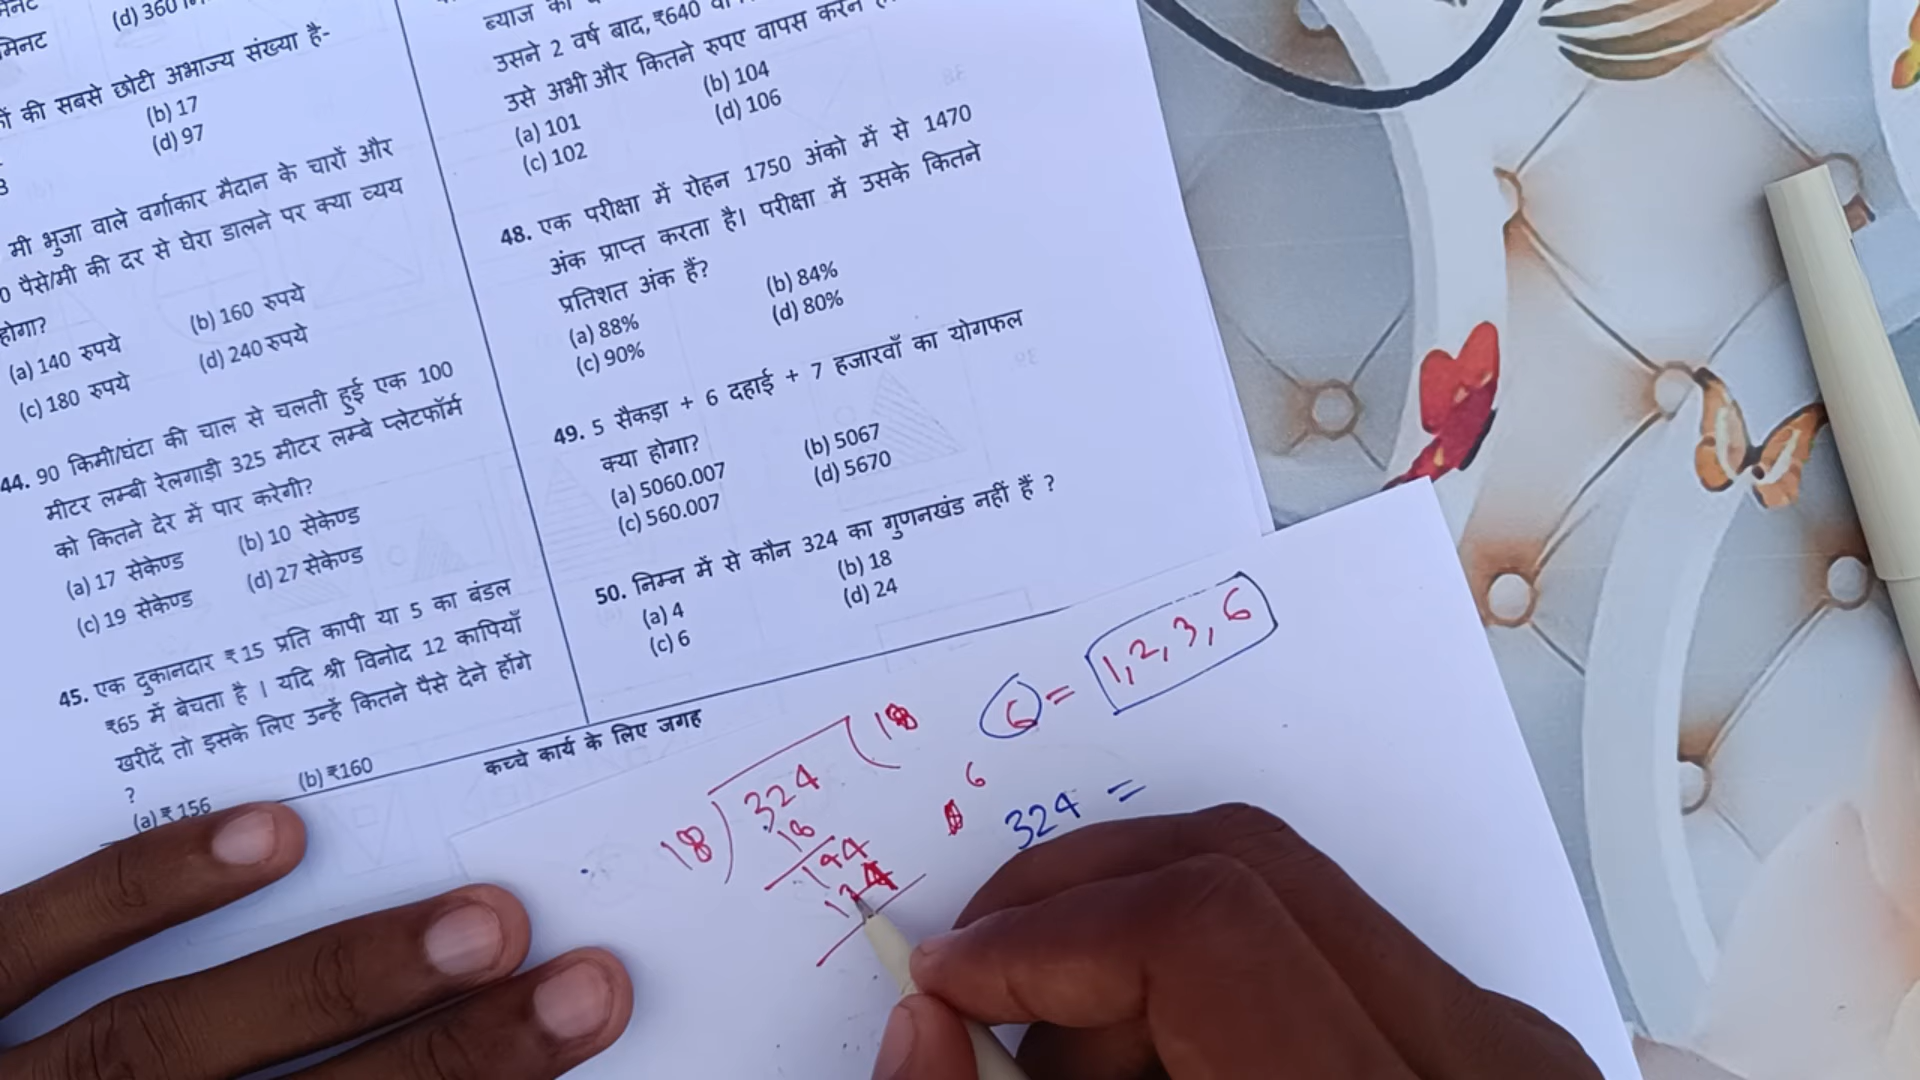 मिनट
(d) 360
की सबसे छोटी अभाज्य संख्या है-
(b) 17
(d) 97
मी भुजा वाले वर्गाकार मैदान के चारों और
पैसे/मी की दर से घेरा डालने पर क्या व्यय
होगा?
(a) 140 रुपये
(b) 160 रुपये
(c) 180 रुपये
(d) 240 रुपये
44. 90 किमी/घंटा की चाल से चलती हुई एक 100
मीटर लम्बी रेलगाड़ी 325 मीटर लम्बे प्लेटफॉर्म
को कितने देर में पार करेगी?
(a) 17 सेकेण्ड
(b) 10 सेकेण्ड
(c) 19 सेकेण्ड
(d) 27 सेकेण्ड
45. एक दुकानदार ₹15 प्रति कापी या 5 का बंडल
₹65 में बेचता है । यदि श्री विनोद 12 कापियाँ
खरीदें तो इसके लिए उन्हें कितने पैसे देने होंगे
?
(a) ₹156
(b) ₹160
ब्याज
उसने 2 वर्ष बाद, ₹640
उसे अभी और कितने रुपए वापस करने
(a) 101
(b) 104
(c) 102
(d) 106
48. एक परीक्षा में रोहन 1750 अंको में से 1470
अंक प्राप्त करता है। परीक्षा में उसके कितने
प्रतिशत अंक हैं?
(a) 88%
(b) 84%
(c) 90%
(d) 80%
49. 5 सैकड़ा + 6 दहाई + 7 हजारवाँ का योगफल
क्या होगा?
(a) 5060.007
(b) 5067
(c) 560.007
(d) 5670
50. निम्न में से कौन 324 का गुणनखंड नहीं हैं ?
(a) 4
(b) 18
(c) 6
(d) 24
कच्चे कार्य के लिए जगह
6 = 1, 2, 3, 6
18) 324 (18
18
144
6
324 =